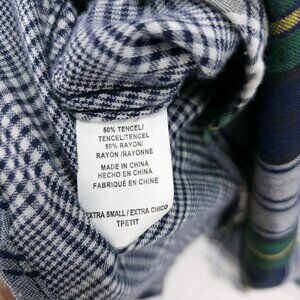 50% TENCEL/
TENCEL/TENCEL
50% RAYON/
RAYÓN /RAYONNE
MADE IN CHINA
HECHO EN CHINA
FABRIQUÉ EN CHINE
EXTRA SMALL / EXTRA CHICO
TPETIT